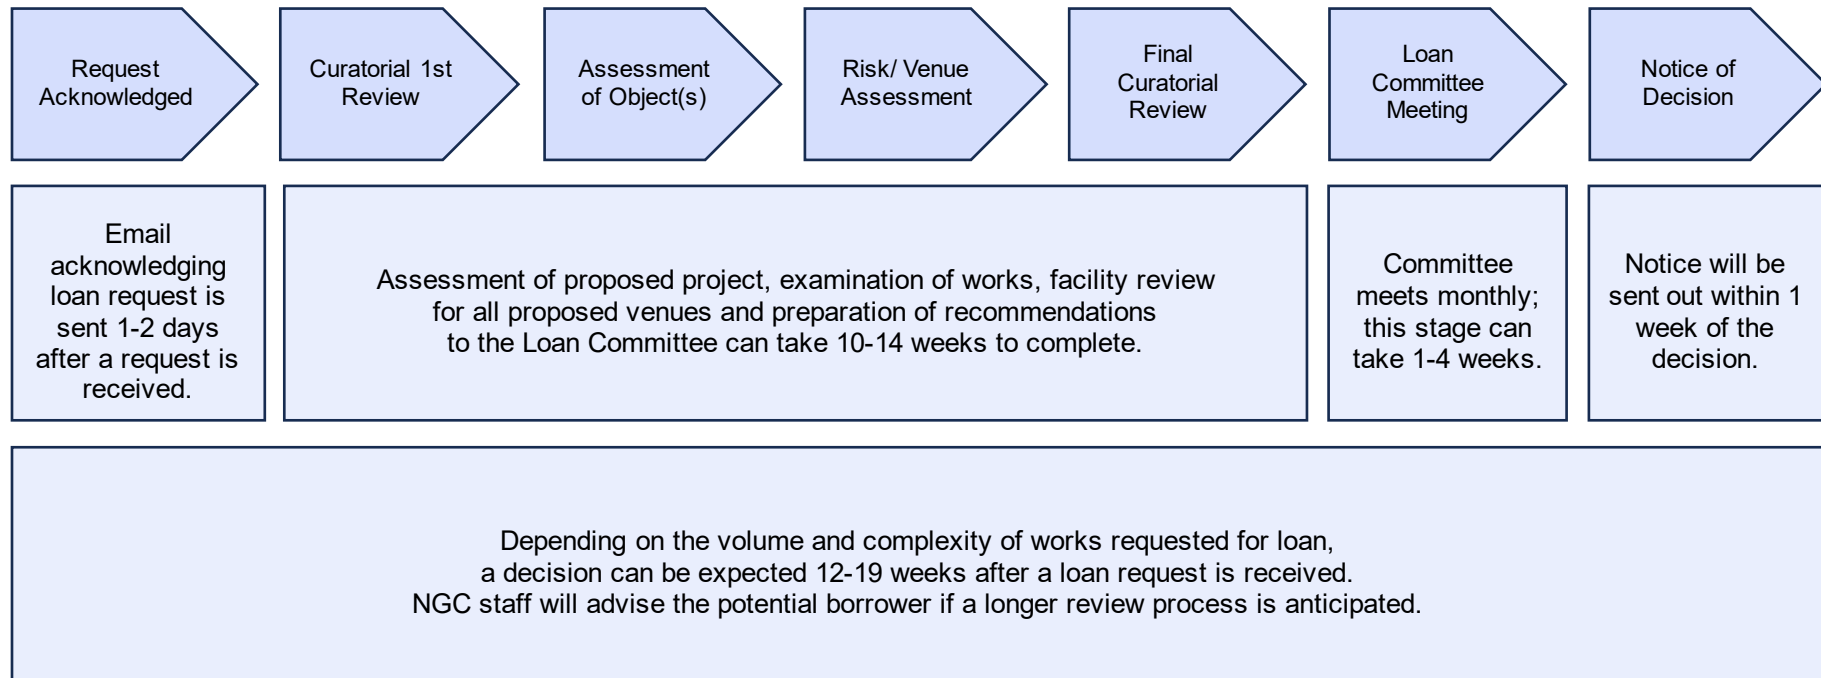 Request
Acknowledged
Curatorial 1st
Review
Assessment
of Object(s)
Risk/ Venue
Assessment
Final
Curatorial
Review
Loan
Committee
Meeting
Notice of
Decision
Email
acknowledging
loan request is
sent 1-2 days
after a request is
received.
Assessment of proposed project, examination of works, facility review
for all proposed venues and preparation of recommendations
to the Loan Committee can take 10-14 weeks to complete.
Committee
meets monthly;
this stage can
take 1-4 weeks.
Notice will be
sent out within 1
week of the
decision.
Depending on the volume and complexity of works requested for loan,
a decision can be expected 12-19 weeks after a loan request is received.
NGC staff will advise the potential borrower if a longer review process is anticipated.